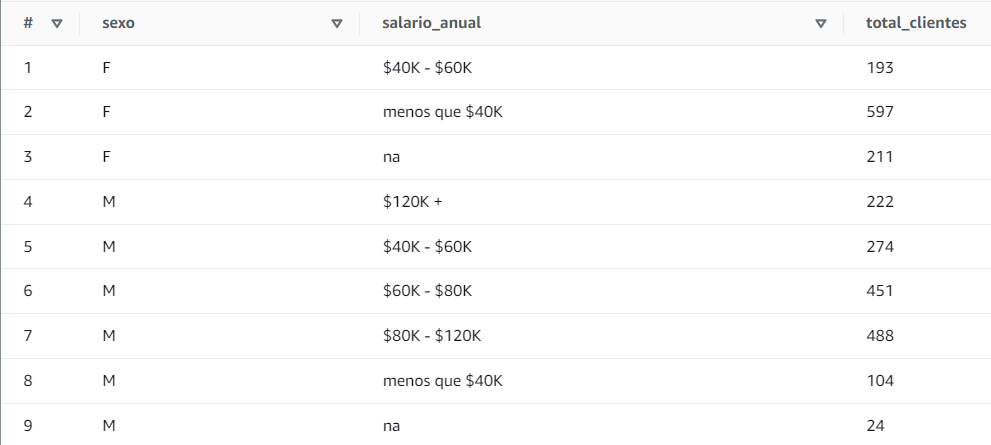 # sexo salario_anual total_clientes
1 F $40K - $60K 193
2 F menos que $40K 597
3 F na 211
4 M $120K + 222
5 M $40K - $60K 274
6 M $60K - $80K 451
7 M $80K - $120K 488
8 M menos que $40K 104
9 M na 24